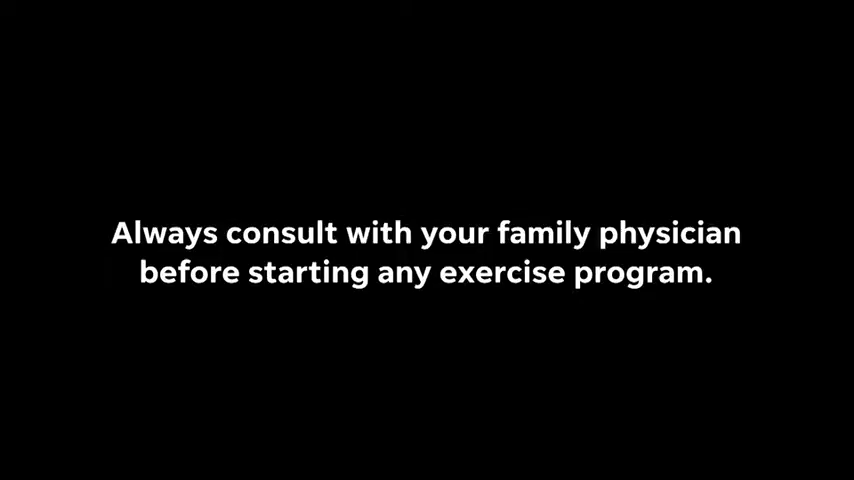 Always consult with your family physician
before starting any exercise program.